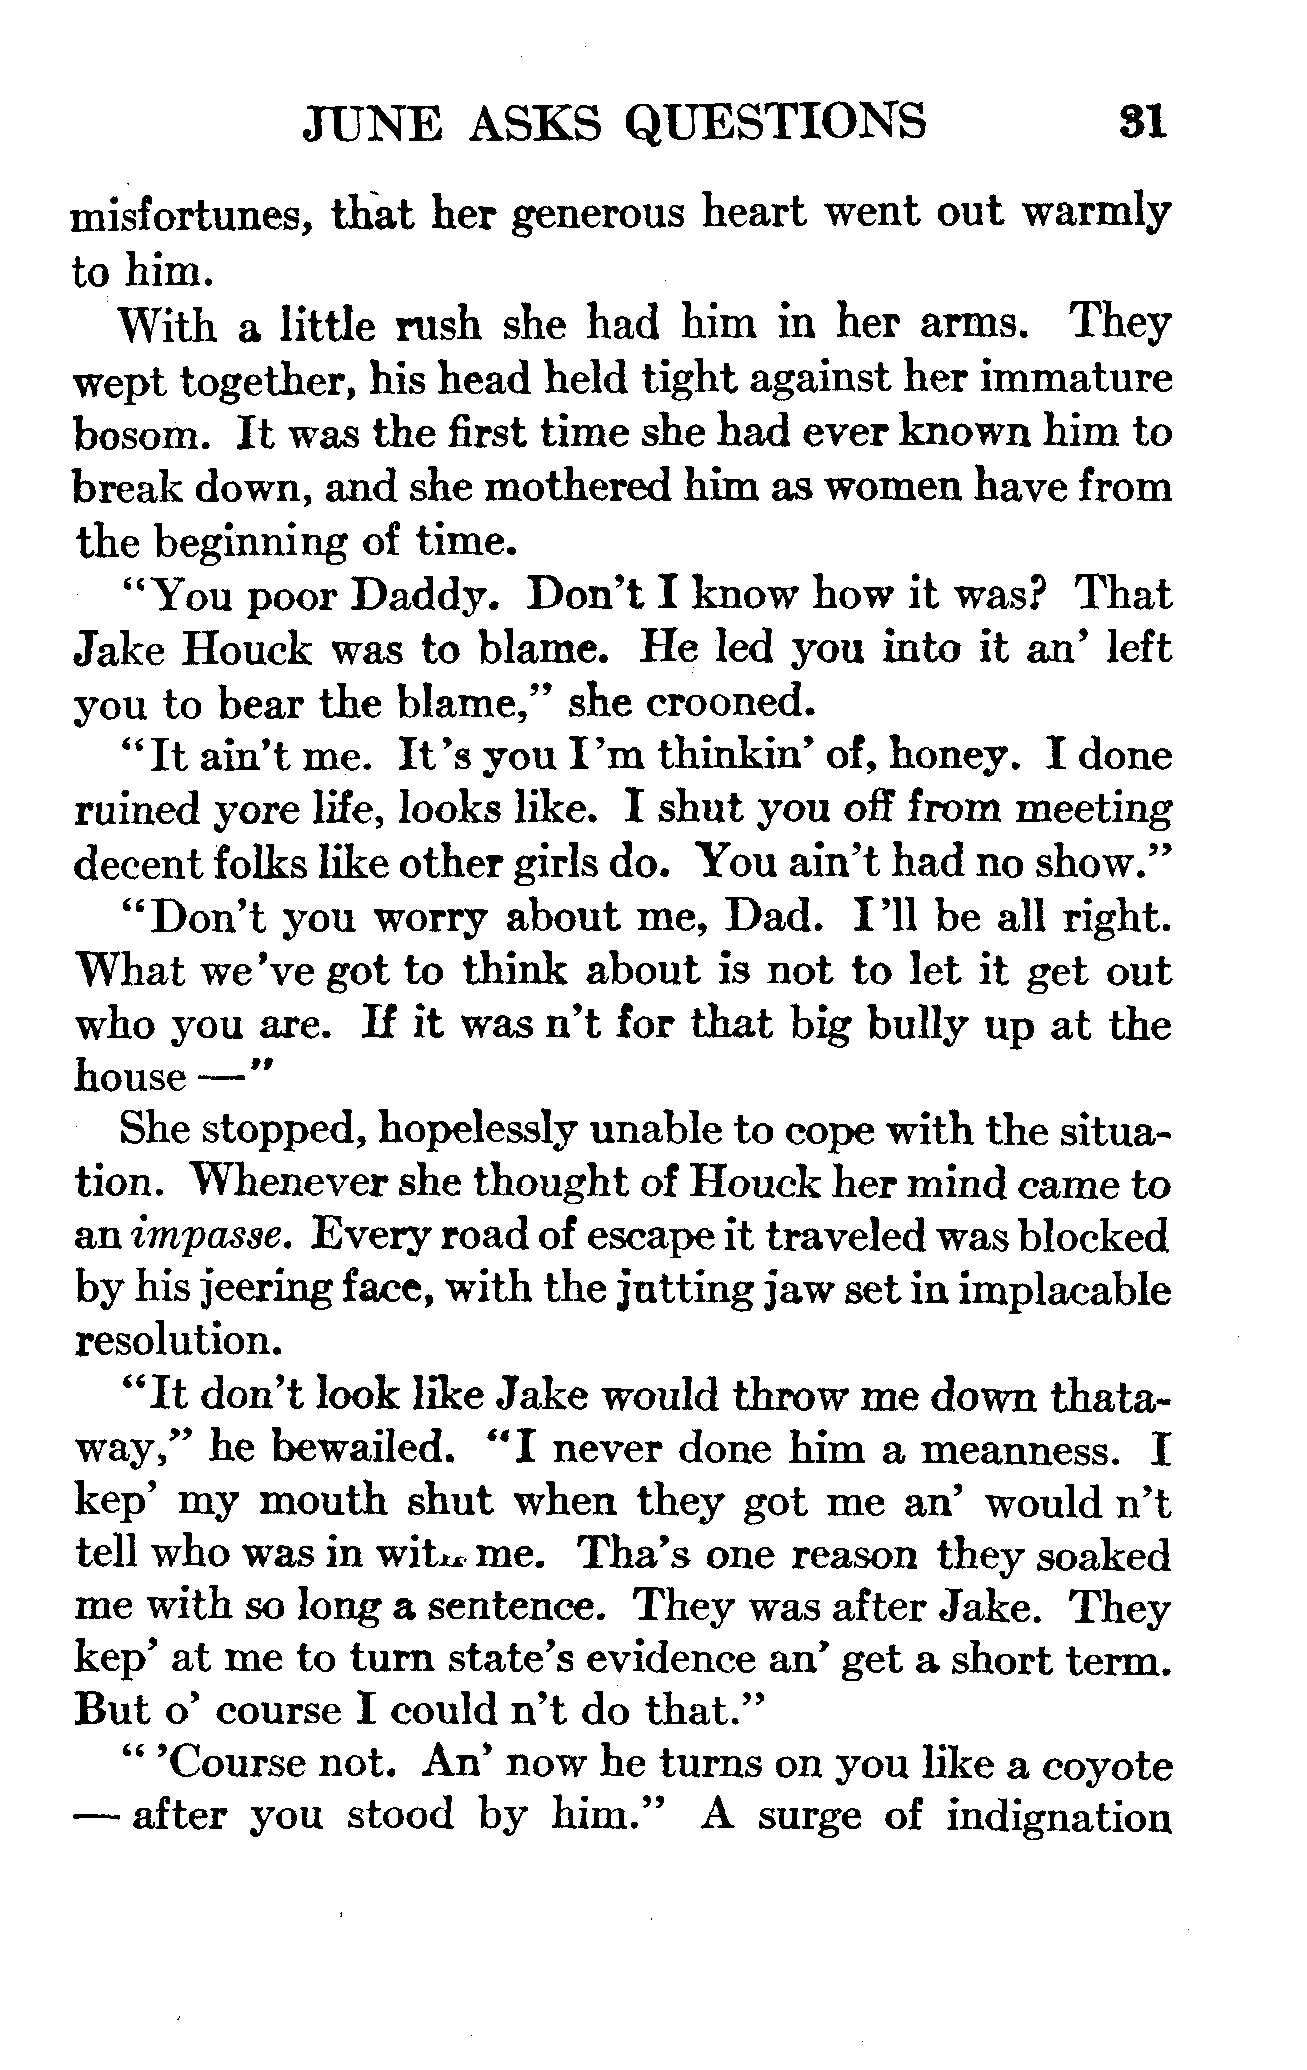 JUNE ASKS QUESTIONS 31
misfortunes, that her generous heart went out warmly
to him.
With a little rush she had him in her arms. They
wept together, his head held tight against her immature
bosom. It was the first time she had ever known him to
break down, and she mothered him as women have from
the beginning of time.
“You poor Daddy. Don’t I know how it was? That
Jake Houck was to blame. He led you into it an’ left
you to bear the blame,” she crooned.
“It ain’t me. It’s you I’m thinkin’ of, honey. I done
ruined yore life, looks like. I shut you off from meeting
decent folks like other girls do. You ain’t had no show.”
“Don’t you worry about me, Dad. I’ll be all right.
What we’ve got to think about is not to let it get out
who you are. If it was n’t for that big bully up at the
house —”
She stopped, hopelessly unable to cope with the situa-
tion. Whenever she thought of Houck her mind came to
an impasse. Every road of escape it traveled was blocked
by his jeering face, with the jutting jaw set in implacable
resolution.
“It don’t look like Jake would throw me down thata-
way,” he bewailed. “I never done him a meanness. I
kep’ my mouth shut when they got me an’ would n’t
tell who was in with me. Tha’s one reason they soaked
me with so long a sentence. They was after Jake. They
kep’ at me to turn state’s evidence an’ get a short term.
But o’ course I could n’t do that.”
“ ’Course not. An’ now he turns on you like a coyote
— after you stood by him.” A surge of indignation